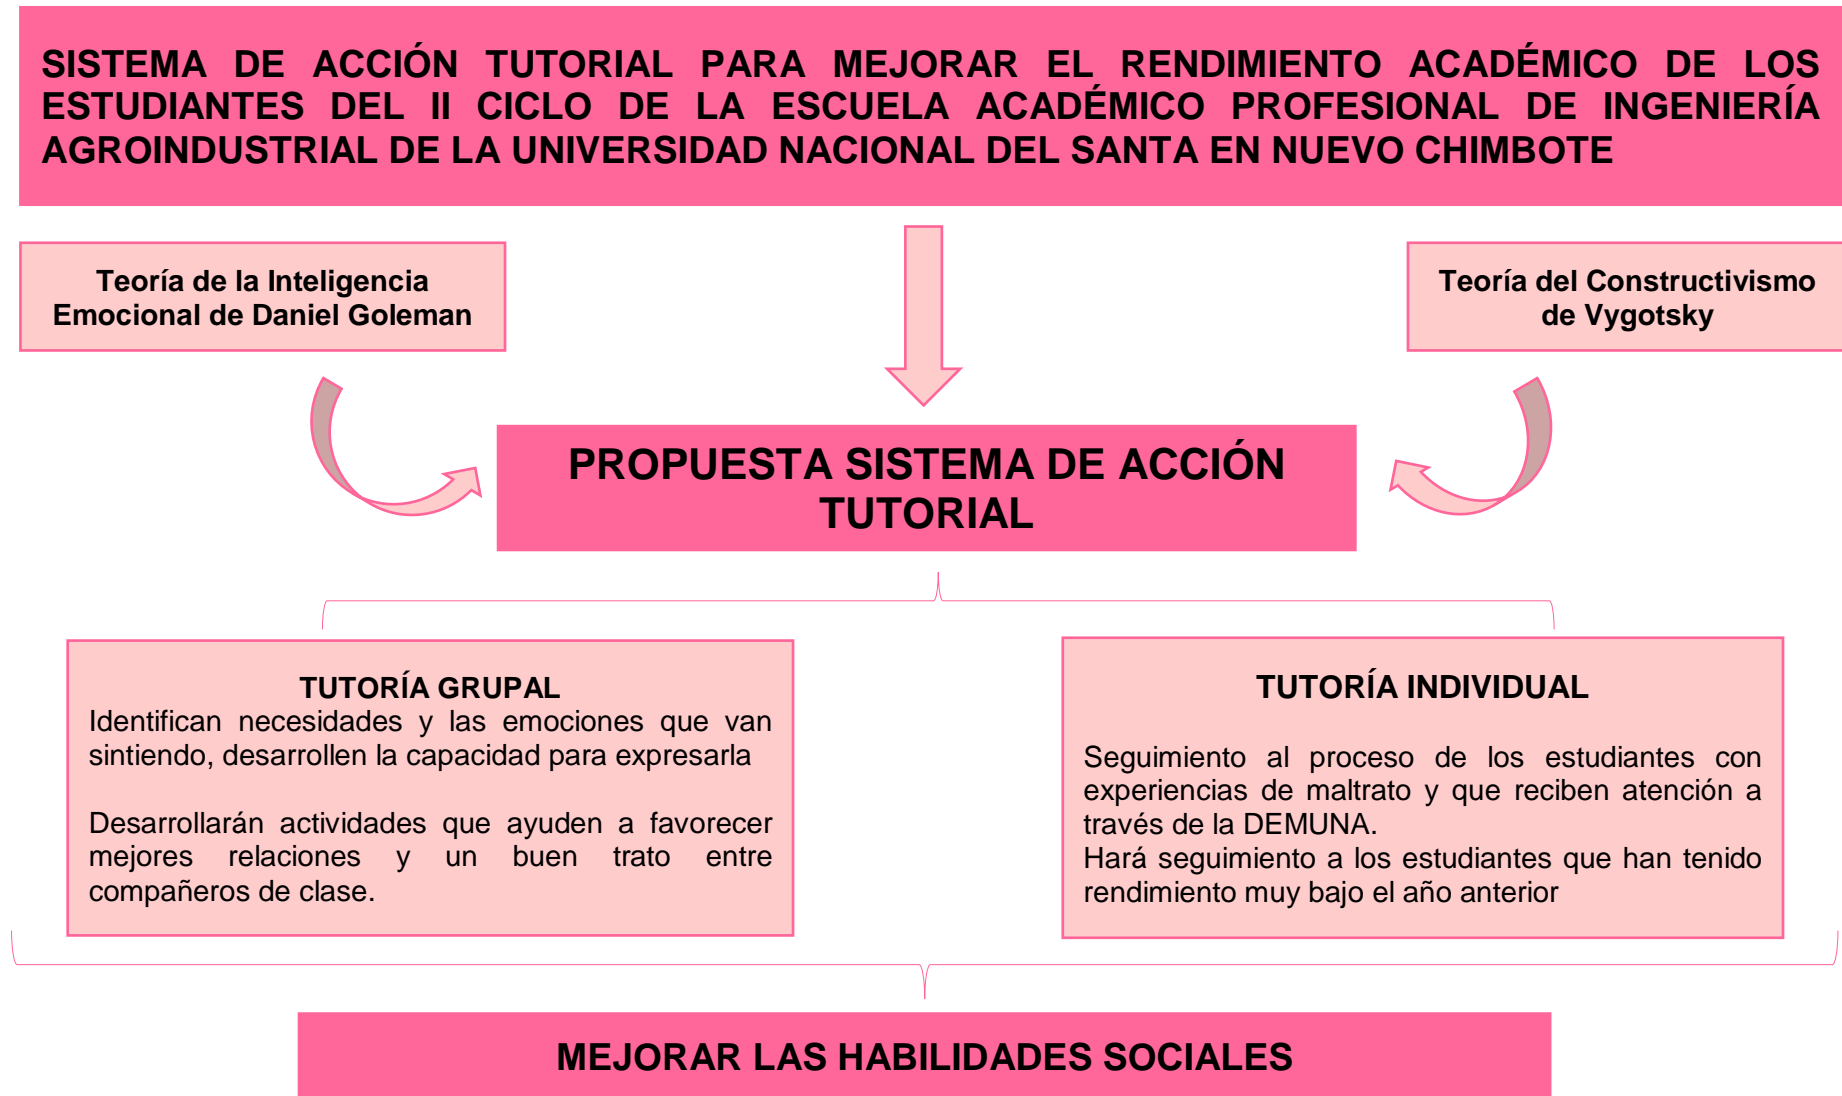 SISTEMA DE ACCIÓN TUTORIAL PARA MEJORAR EL RENDIMIENTO ACADÉMICO DE LOS
ESTUDIANTES DEL II CICLO DE LA ESCUELA ACADÉMICO PROFESIONAL DE INGENIERÍA
AGROINDUSTRIAL DE LA UNIVERSIDAD NACIONAL DEL SANTA EN NUEVO CHIMBOTE
Teoría de la Inteligencia
Emocional de Daniel Goleman
Teoría del Constructivismo
de Vygotsky
PROPUESTA SISTEMA DE ACCIÓN
TUTORIAL
TUTORÍA GRUPAL
Identifican necesidades y las emociones que van
sintiendo, desarrollen la capacidad para expresarla
Desarrollarán actividades que ayuden a favorecer
mejores relaciones y un buen trato entre
compañeros de clase.
TUTORÍA INDIVIDUAL
Seguimiento al proceso de los estudiantes con
experiencias de maltrato y que reciben atención a
través de la DEMUNA.
Hará seguimiento a los estudiantes que han tenido
rendimiento muy bajo el año anterior
MEJORAR LAS HABILIDADES SOCIALES